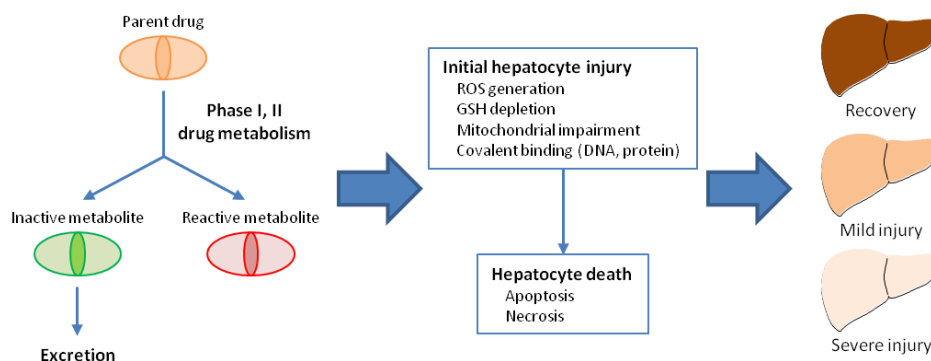 Parent drug
Phase I, II
drug metabolism
Inactive metabolite
Reactive metabolite
Excretion
Initial hepatocyte injury
ROS generation
GSH depletion
Mitochondrial impairment
Covalent binding (DNA, protein)
Hepatocyte death
Apoptosis
Necrosis
Recovery
Mild injury
Severe injury